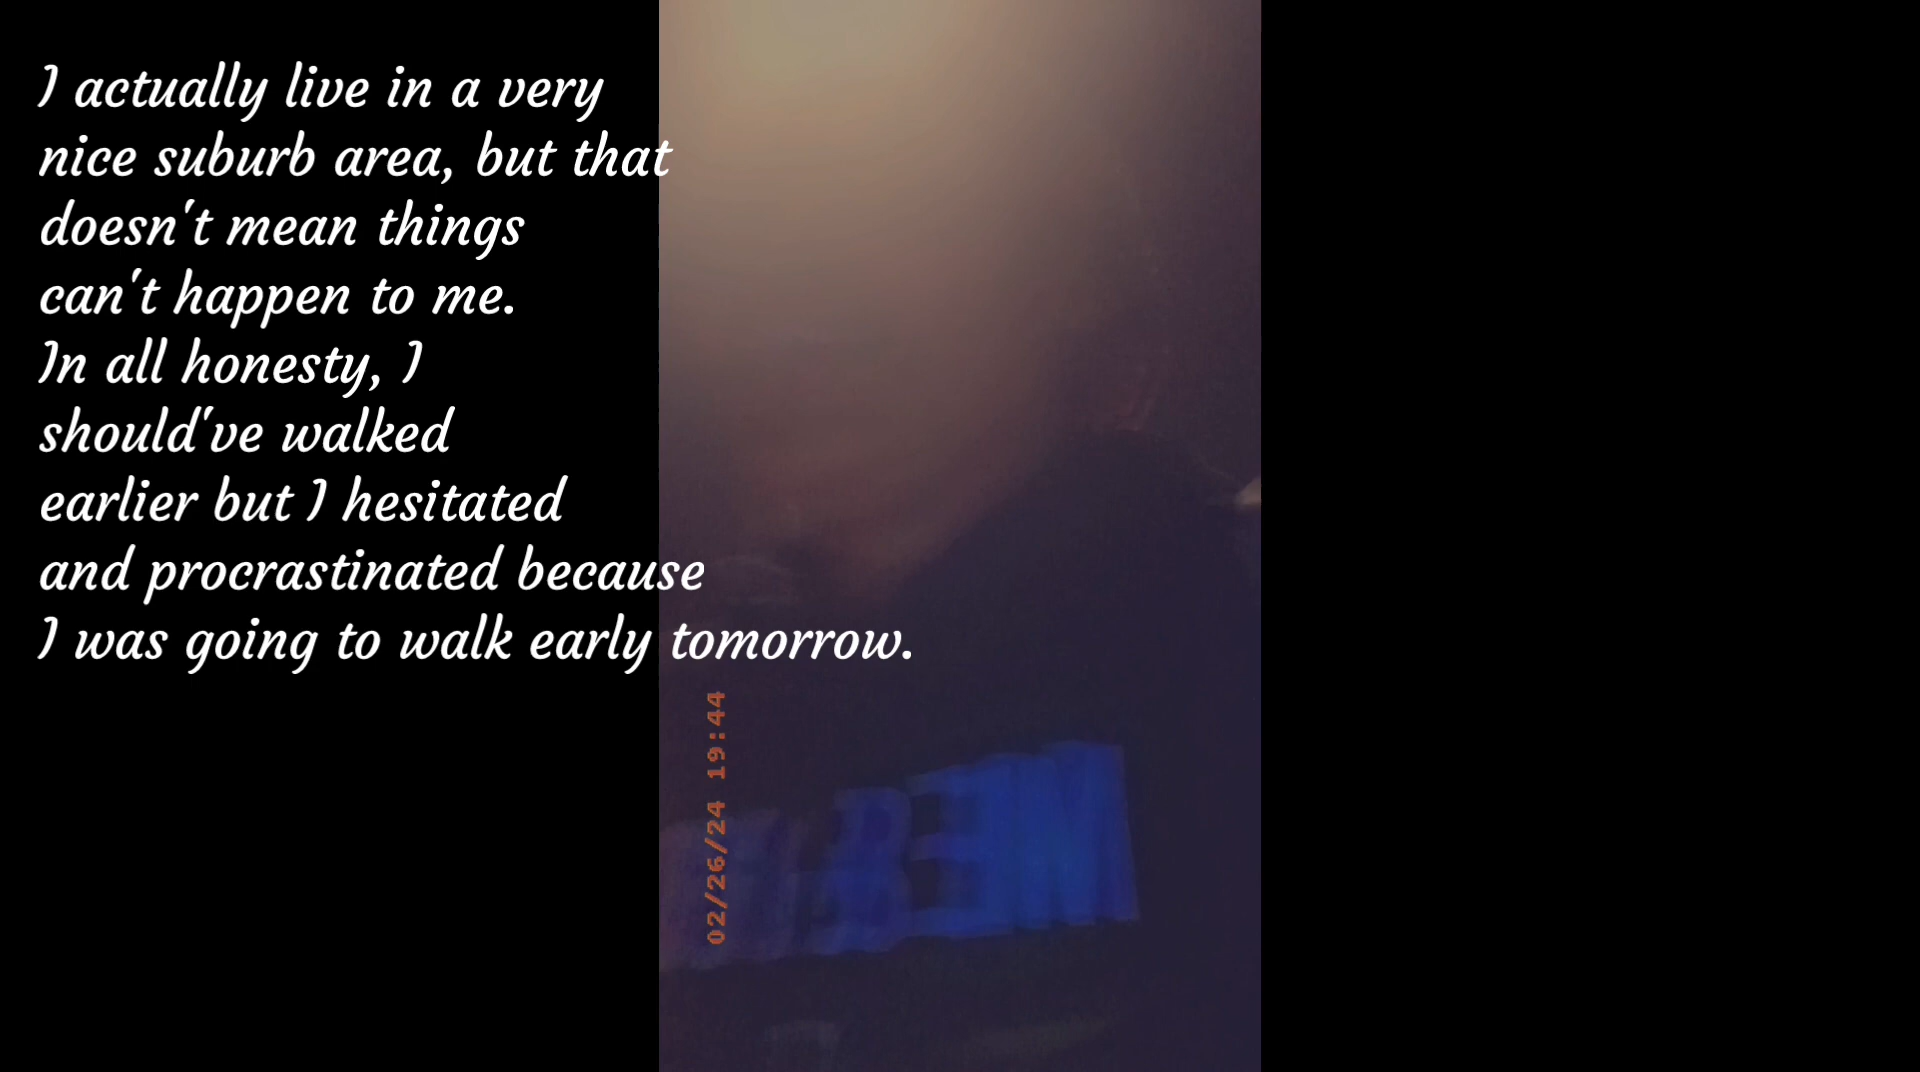 I actually live in a very
nice suburb area, but that
doesn't mean things
can't happen to me.
In all honesty, I
should've walked
earlier but I hesitated
and procrastinated because
I was going to walk early tomorrow.
02/26/24 19:44